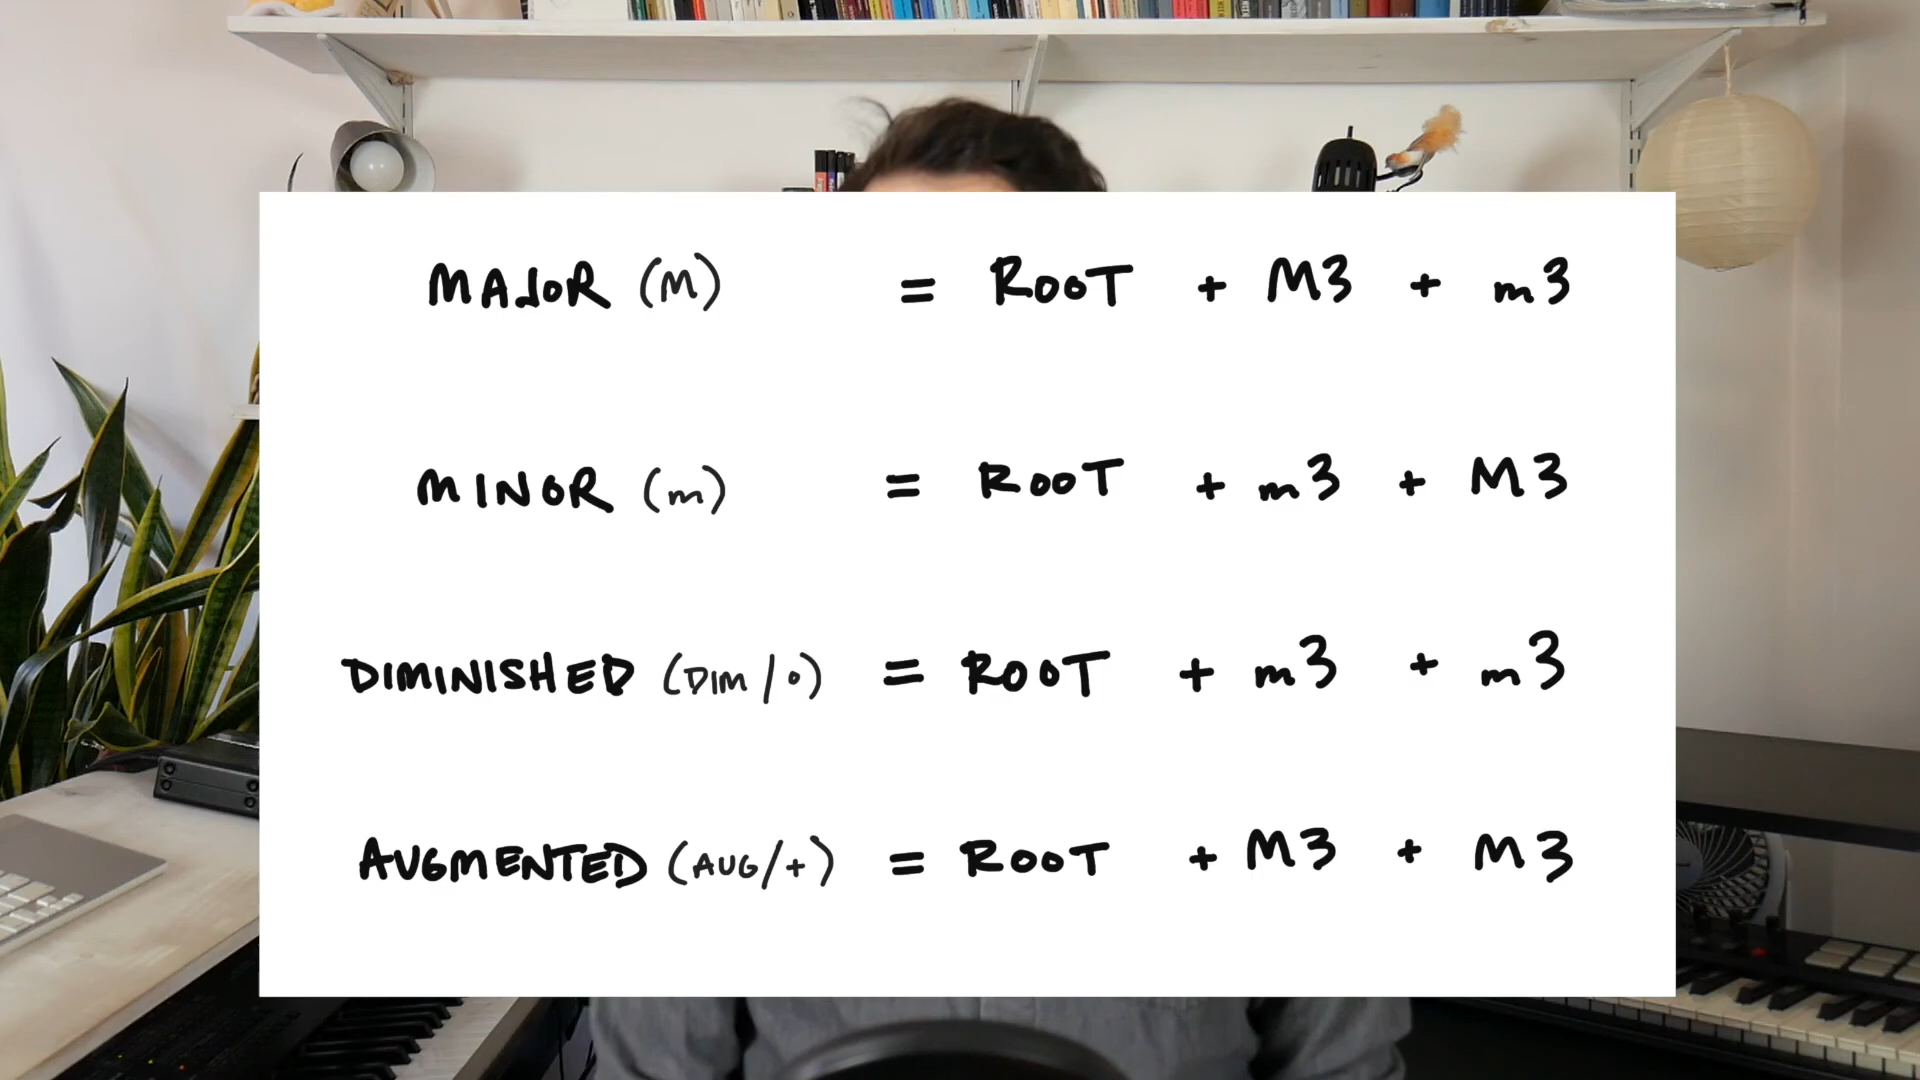 MAJOR (M) = ROOT + M3 + m3
MINOR (m) = ROOT + m3 + M3
DIMINISHED (DIM/o) = ROOT + m3 + m3
AUGMENTED (AUG/+) = ROOT + M3 + M3